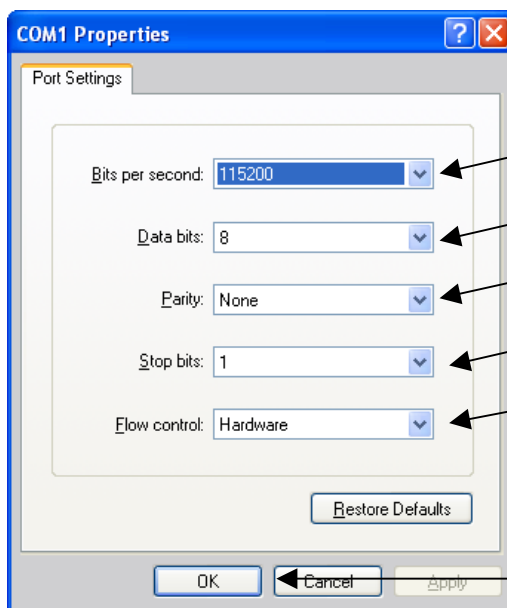 COM1 Properties
Port Settings
Bits per second: 115200
Data bits: 8
Parity: None
Stop bits: 1
Flow control: Hardware
Restore Defaults
OK Cancel Apply